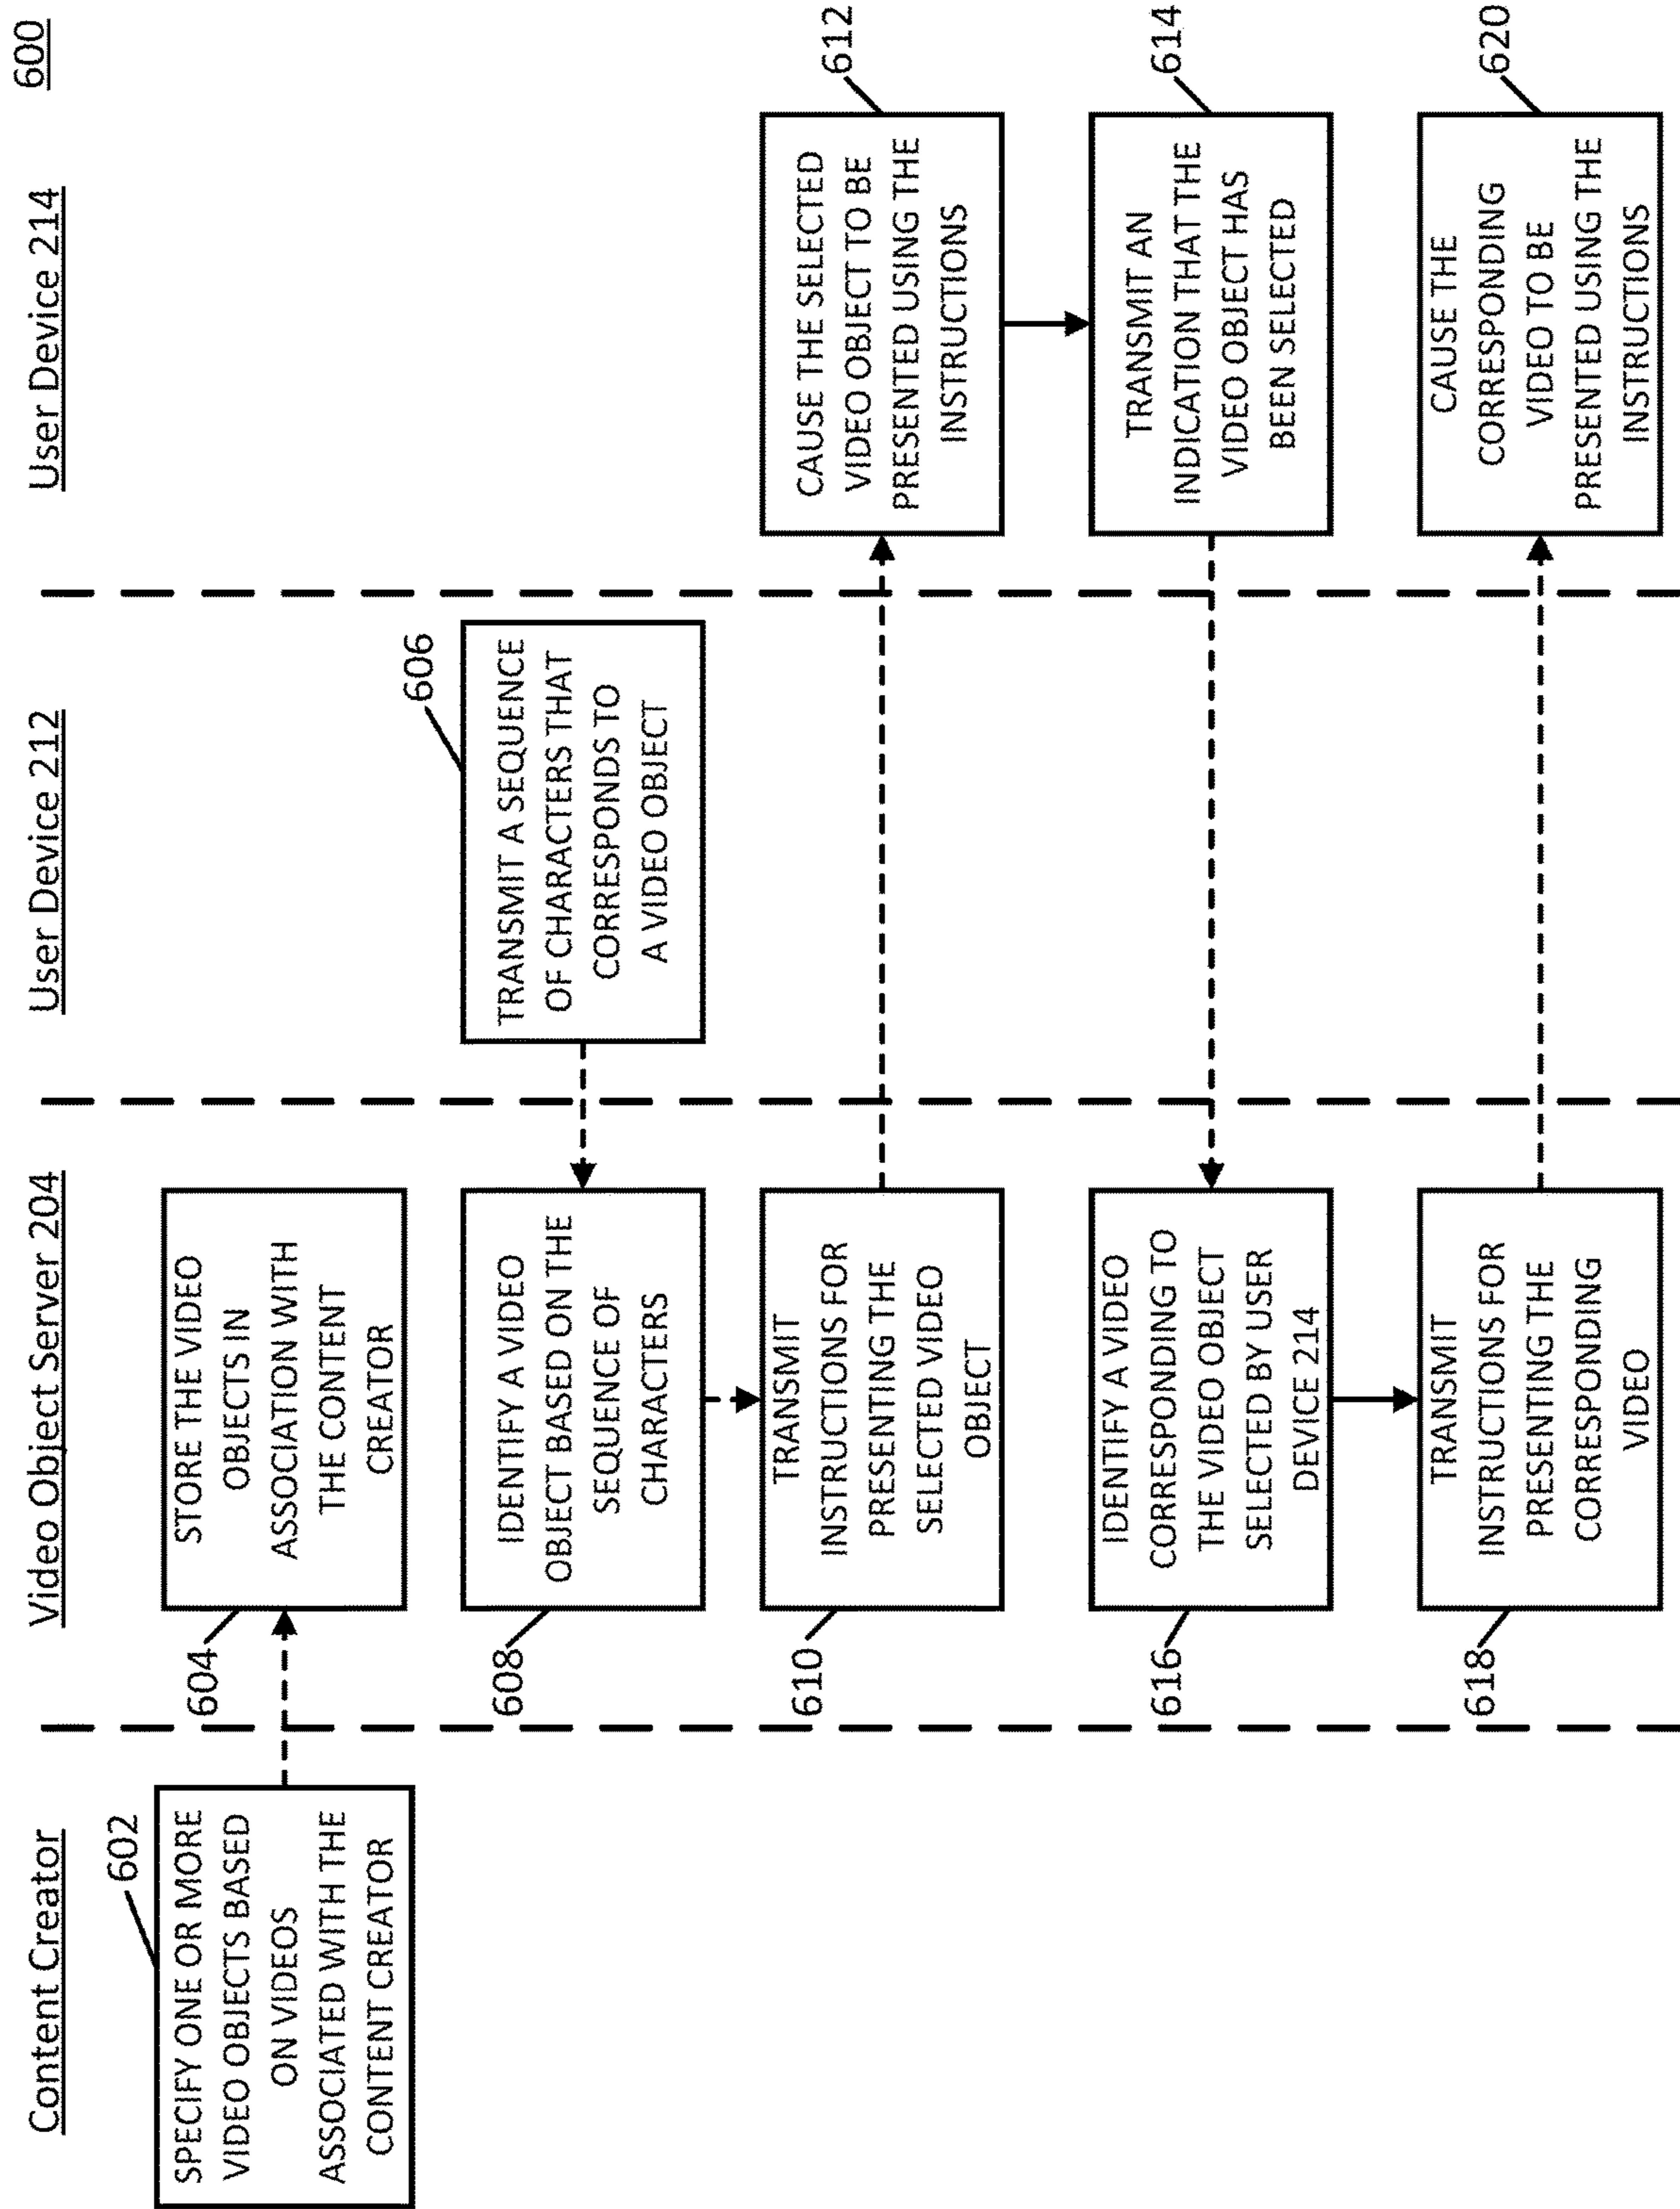 600
Content Creator
Video Object Server 204
User Device 212
User Device 214
602
SPECIFY ONE OR MORE
VIDEO OBJECTS BASED
ON VIDEOS
ASSOCIATED WITH THE
CONTENT CREATOR
604
STORE THE VIDEO
OBJECTS IN
ASSOCIATION WITH
THE CONTENT
CREATOR
606
TRANSMIT A SEQUENCE
OF CHARACTERS THAT
CORRESPONDS TO
A VIDEO OBJECT
608
IDENTIFY A VIDEO
OBJECT BASED ON THE
SEQUENCE OF
CHARACTERS
610
TRANSMIT
INSTRUCTIONS FOR
PRESENTING THE
SELECTED VIDEO
OBJECT
612
CAUSE THE SELECTED
VIDEO OBJECT TO BE
PRESENTED USING THE
INSTRUCTIONS
614
TRANSMIT AN
INDICATION THAT THE
VIDEO OBJECT HAS
BEEN SELECTED
616
IDENTIFY A VIDEO
CORRESPONDING TO
THE VIDEO OBJECT
SELECTED BY USER
DEVICE 214
618
TRANSMIT
INSTRUCTIONS FOR
PRESENTING THE
CORRESPONDING
VIDEO
620
CAUSE THE
CORRESPONDING
VIDEO TO BE
PRESENTED USING THE
INSTRUCTIONS